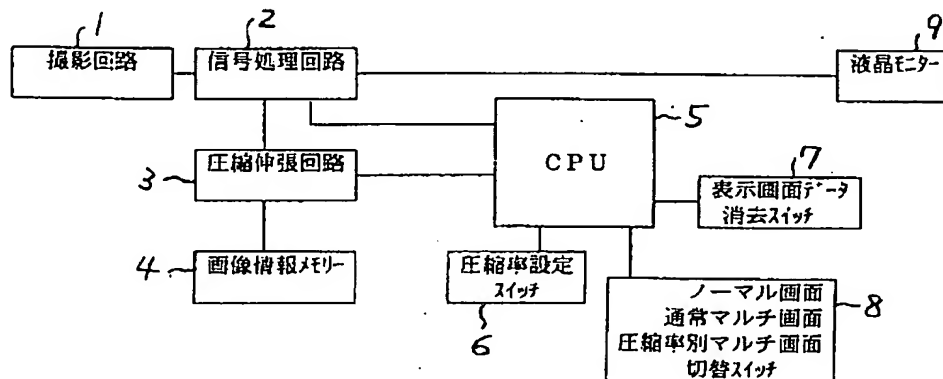 1
撮影回路
2
信号処理回路
9
液晶モニター
5
CPU
3
圧縮伸張回路
7
表示画面データ
消去スイッチ
4
画像情報メモリー
圧縮率設定
スイッチ
6
ノーマル画面
通常マルチ画面
圧縮率別マルチ画面
切替スイッチ
8